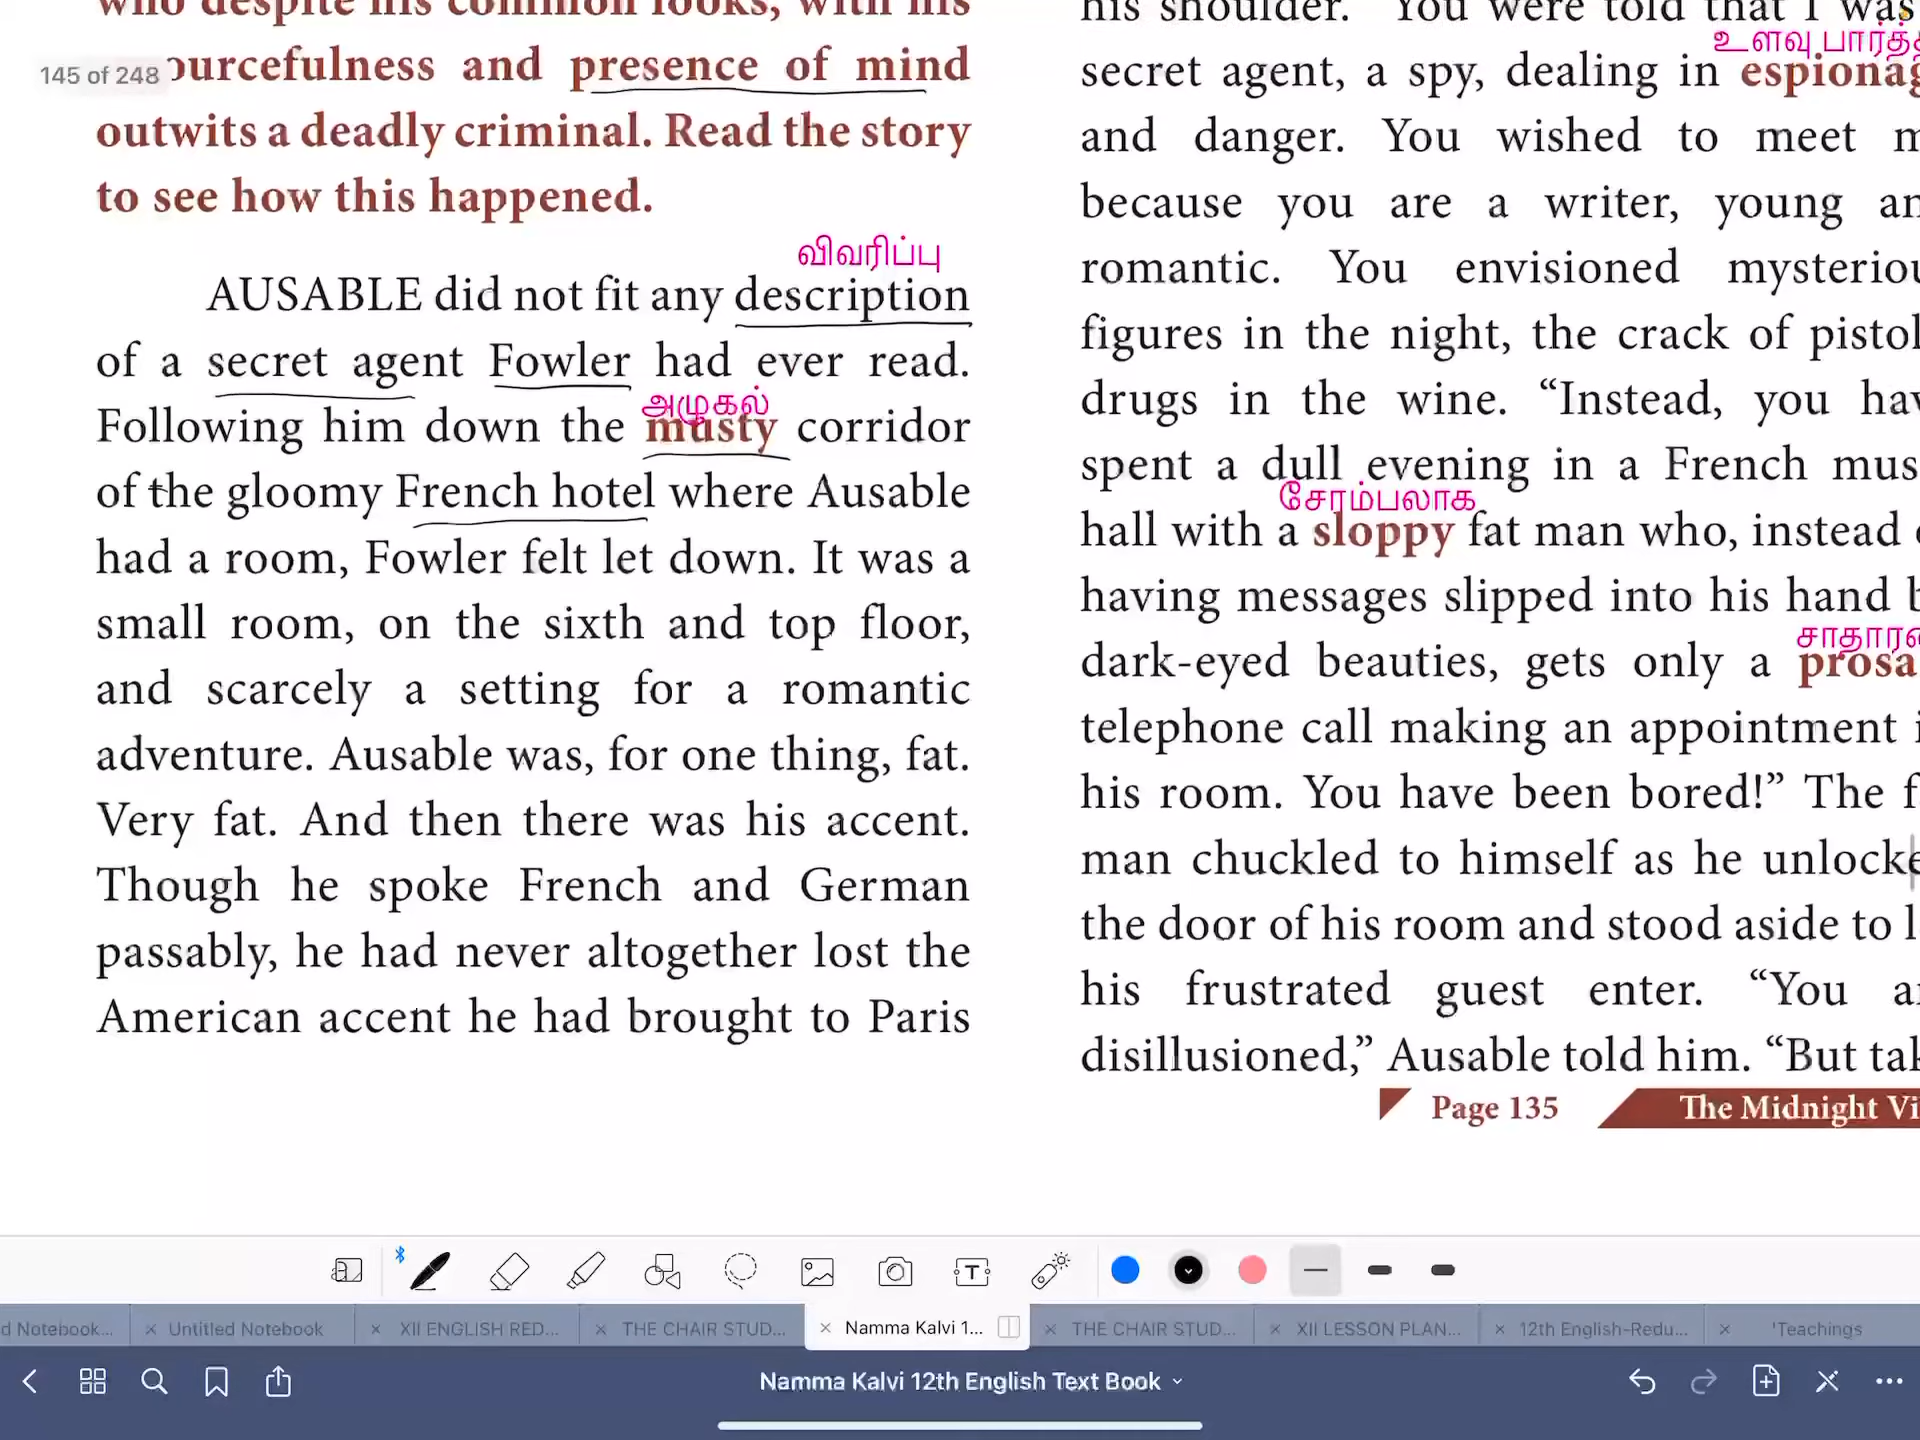 who despite his common looks, with his
145 of 248
ourcefulness and presence of mind
outwits a deadly criminal. Read the story
to see how this happened.
விவரிப்பு
AUSABLE did not fit any description
of a secret agent Fowler had ever read.
அழுகல்
Following him down the musty corridor
of the gloomy French hotel where Ausable
had a room, Fowler felt let down. It was a
small room, on the sixth and top floor,
and scarcely a setting for a romantic
adventure. Ausable was, for one thing, fat.
Very fat. And then there was his accent.
Though he spoke French and German
passably, he had never altogether lost the
American accent he had brought to Paris
his shoulder. "You were told that I was
உளவு பார்த்த
secret agent, a spy, dealing in espionag
and danger. You wished to meet m
because you are a writer, young an
romantic. You envisioned mysteriou
figures in the night, the crack of pistol
drugs in the wine. “Instead, you hav
spent a dull evening in a French mus
சோம்பலாக
hall with a sloppy fat man who, instead
having messages slipped into his hand b
சாதாரண
dark-eyed beauties, gets only a prosa
telephone call making an appointment i
his room. You have been bored!” The f
man chuckled to himself as he unlocke
the door of his room and stood aside to l
his frustrated guest enter. “You ar
disillusioned,” Ausable told him. “But tak
Page 135 The Midnight Vi
T
d Notebook... × Untitled Notebook × XII ENGLISH RED... × THE CHAIR STUD... × Namma Kalvi 1... × THE CHAIR STUD... × XII LESSON PLAN... × 12th English-Redu... × 'Teachings
Namma Kalvi 12th English Text Book